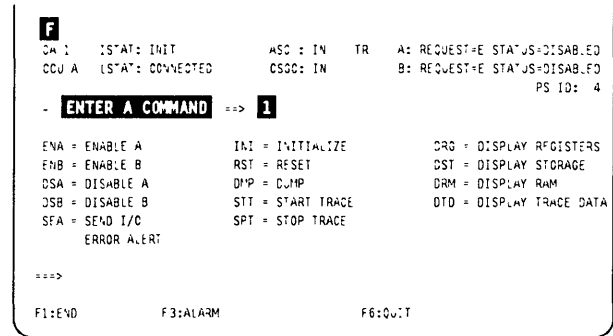 F
CA 1 ISTAT: INIT ASC : IN TR A: REQUEST=E STATUS=DISABLED
CCU A LSTAT: CONNECTED CSGC: IN B: REQUEST=E STATUS=DISABLED
PS ID: 4
- ENTER A COMMAND ==> 1
ENA = ENABLE A INI = INITIALIZE DRG = DISPLAY REGISTERS
ENB = ENABLE B RST = RESET DST = DISPLAY STORAGE
DSA = DISABLE A DMP = DUMP DRM = DISPLAY RAM
DSB = DISABLE B STT = START TRACE DTD = DISPLAY TRACE DATA
SEA = SEND I/O SPT = STOP TRACE
ERROR ALERT
===>
F1:END F3:ALARM F6:QUIT